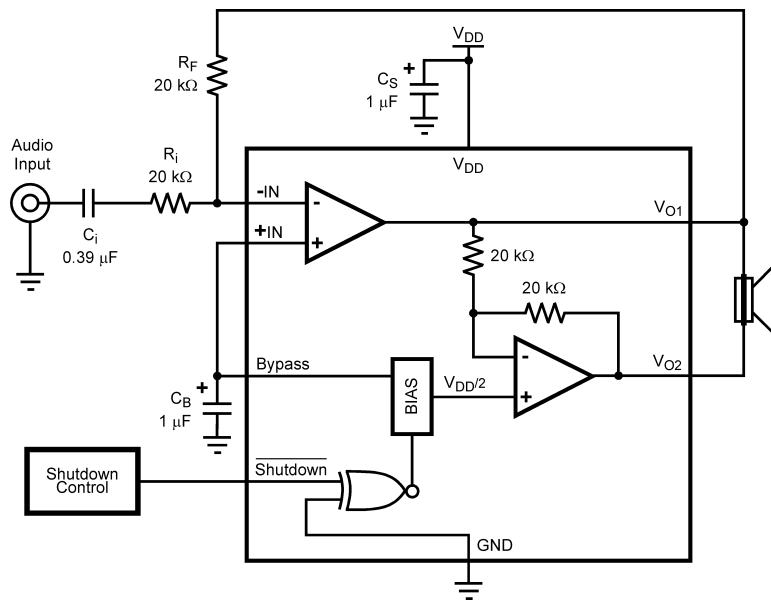 V_DD
R_F
20 kΩ
+
C_S
1 µF
Audio
Input
R_i
20 kΩ
V_DD
-IN
-
V_O1
C_i
0.39 µF
+IN
+
20 kΩ
20 kΩ
Bypass
-
V_O2
+
C_B
1 µF
BIAS
V_DD/2
+
Shutdown
Shutdown
Control
GND